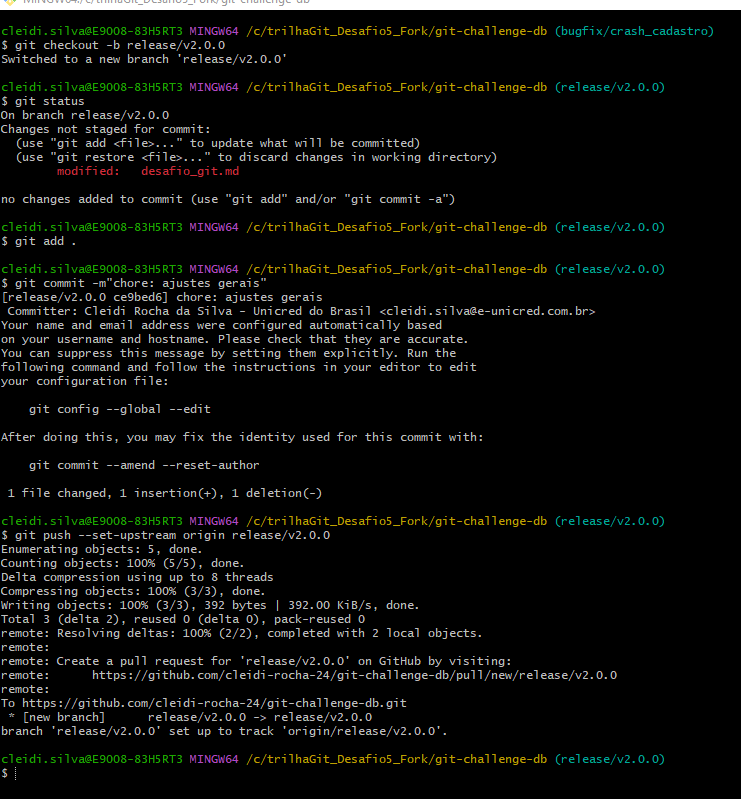 MINGW64:/c/trilhaGit_Desafio5_Fork/git-challenge-db
cleidi.silva@E9008-83H5RT3 MINGW64 /c/trilhaGit_Desafio5_Fork/git-challenge-db (bugfix/crash_cadastro)
$ git checkout -b release/v2.0.0
Switched to a new branch 'release/v2.0.0'
cleidi.silva@E9008-83H5RT3 MINGW64 /c/trilhaGit_Desafio5_Fork/git-challenge-db (release/v2.0.0)
$ git status
On branch release/v2.0.0
Changes not staged for commit:
  (use "git add <file>..." to update what will be committed)
  (use "git restore <file>..." to discard changes in working directory)
        modified:   desafio_git.md
no changes added to commit (use "git add" and/or "git commit -a")
cleidi.silva@E9008-83H5RT3 MINGW64 /c/trilhaGit_Desafio5_Fork/git-challenge-db (release/v2.0.0)
$ git add .
cleidi.silva@E9008-83H5RT3 MINGW64 /c/trilhaGit_Desafio5_Fork/git-challenge-db (release/v2.0.0)
$ git commit -m"chore: ajustes gerais"
[release/v2.0.0 ce9bed6] chore: ajustes gerais
 Committer: Cleidi Rocha da Silva - Unicred do Brasil <cleidi.silva@e-unicred.com.br>
Your name and email address were configured automatically based
on your username and hostname. Please check that they are accurate.
You can suppress this message by setting them explicitly. Run the
following command and follow the instructions in your editor to edit
your configuration file:
    git config --global --edit
After doing this, you may fix the identity used for this commit with:
    git commit --amend --reset-author
 1 file changed, 1 insertion(+), 1 deletion(-)
cleidi.silva@E9008-83H5RT3 MINGW64 /c/trilhaGit_Desafio5_Fork/git-challenge-db (release/v2.0.0)
$ git push --set-upstream origin release/v2.0.0
Enumerating objects: 5, done.
Counting objects: 100% (5/5), done.
Delta compression using up to 8 threads
Compressing objects: 100% (3/3), done.
Writing objects: 100% (3/3), 392 bytes | 392.00 KiB/s, done.
Total 3 (delta 2), reused 0 (delta 0), pack-reused 0
remote: Resolving deltas: 100% (2/2), completed with 2 local objects.
remote:
remote: Create a pull request for 'release/v2.0.0' on GitHub by visiting:
remote:      https://github.com/cleidi-rocha-24/git-challenge-db/pull/new/release/v2.0.0
remote:
To https://github.com/cleidi-rocha-24/git-challenge-db.git
 * [new branch]      release/v2.0.0 -> release/v2.0.0
branch 'release/v2.0.0' set up to track 'origin/release/v2.0.0'.
cleidi.silva@E9008-83H5RT3 MINGW64 /c/trilhaGit_Desafio5_Fork/git-challenge-db (release/v2.0.0)
$